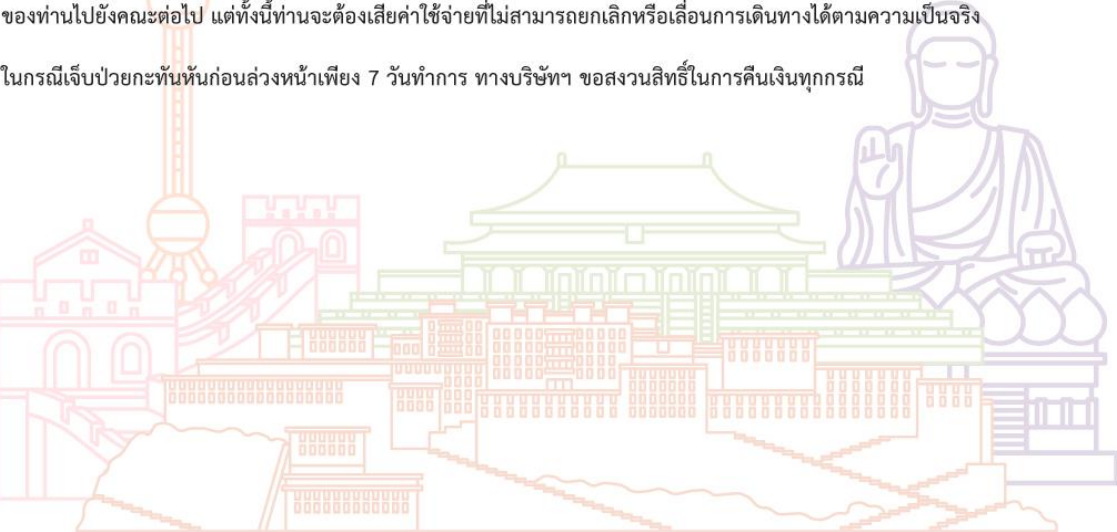 ของท่านไปยังคณะต่อไป แต่ทั้งนี้ท่านจะต้องเสียค่าใช้จ่ายที่ไม่สามารถยกเลิกหรือเลื่อนการเดินทางได้ตามความเป็นจริง
ในกรณีเจ็บป่วยกะทันหันก่อนล่วงหน้าเพียง 7 วันทำการ ทางบริษัทฯ ขอสงวนสิทธิ์ในการคืนเงินทุกกรณี